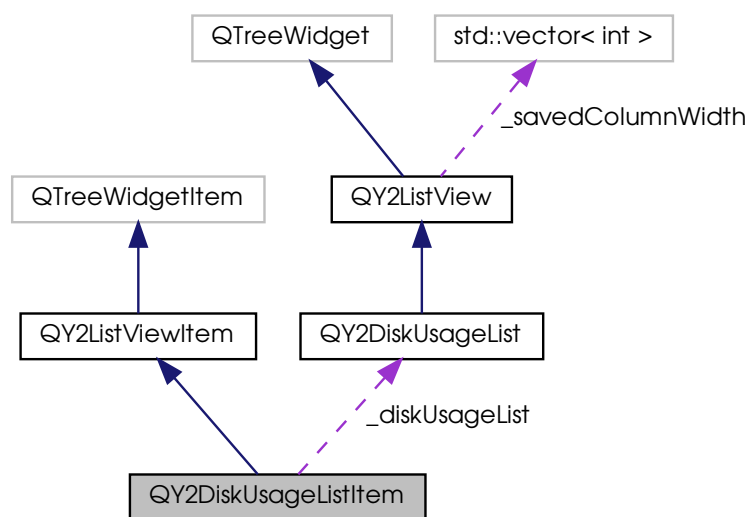 QTreeWidget
std::vector< int >
_savedColumnWidth
QTreeWidgetItem
QY2ListView
QY2ListViewItem
QY2DiskUsageList
_diskUsageList
QY2DiskUsageListItem